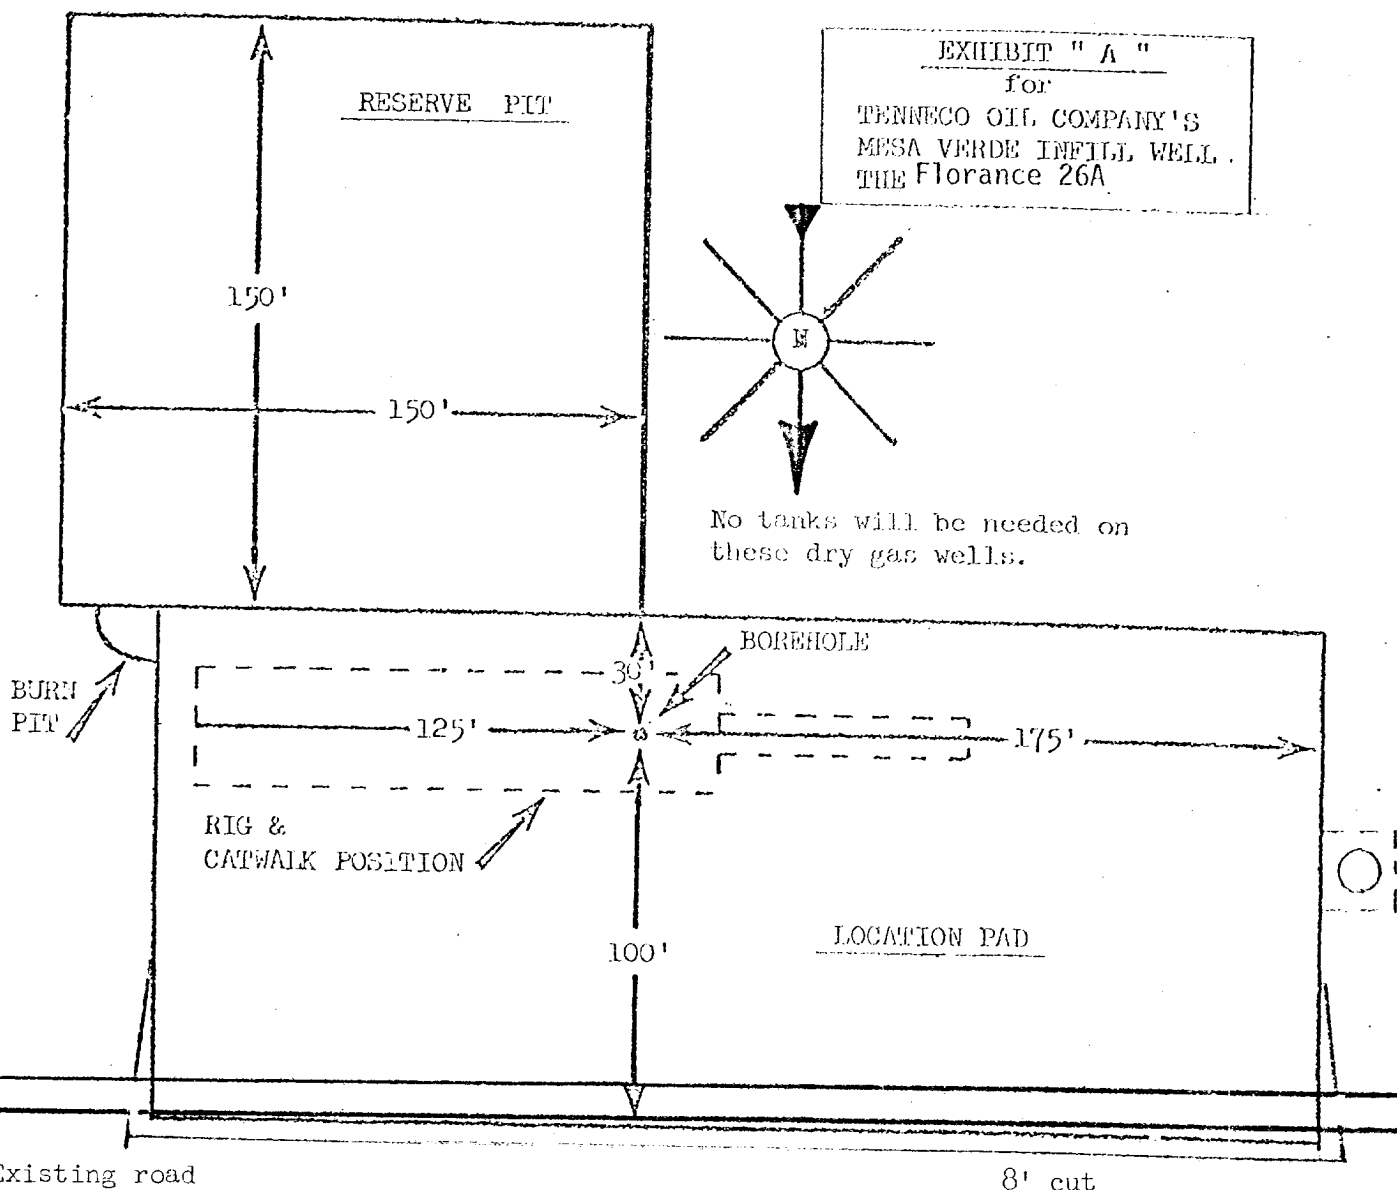 EXHIBIT " A "
for
TENNECO OIL COMPANY'S
MESA VERDE INFILL WELL.
THE Florance 26A
RESERVE PIT
150'
150'
N
No tanks will be needed on
these dry gas wells.
BOREHOLE
30'
BURN
PIT
125'
175'
RIG &
CATWALK POSITION
100'
LOCATION PAD
Existing road
8' cut